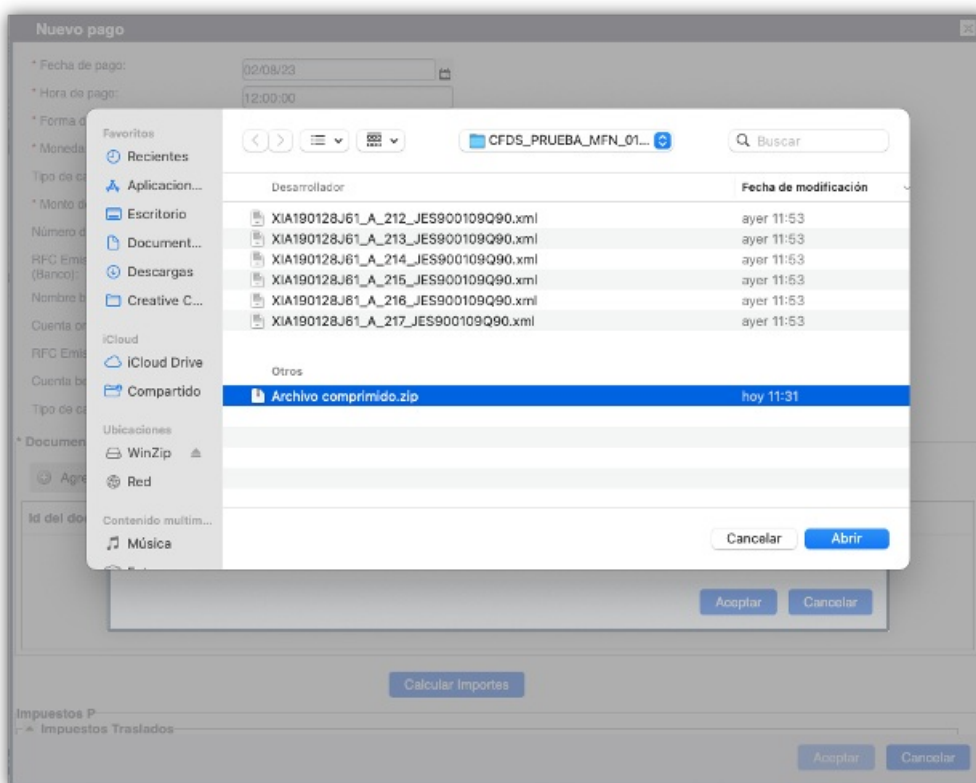 Nuevo pago
* Fecha de pago:
02/08/23
* Hora de pago:
12:00:00
* Forma d
* Moneda
Tipo de ca
* Monto de
Número d
RFC Emis
(Banco):
Nombre b
Cuenta or
RFC Emis
Cuenta be
Tipo de ca
* Documen
Agre
Id del do
Favoritos
Recientes
Aplicacion...
Escritorio
Document...
Descargas
Creative C...
iCloud
iCloud Drive
Compartido
Ubicaciones
WinZip
Red
Contenido multim...
Música
CFDS_PRUEBA_MFN_01...
Buscar
Desarrollador Fecha de modificación
XIA190128J61_A_212_JES900109Q90.xml ayer 11:53
XIA190128J61_A_213_JES900109Q90.xml ayer 11:53
XIA190128J61_A_214_JES900109Q90.xml ayer 11:53
XIA190128J61_A_215_JES900109Q90.xml ayer 11:53
XIA190128J61_A_216_JES900109Q90.xml ayer 11:53
XIA190128J61_A_217_JES900109Q90.xml ayer 11:53
Otros
Archivo comprimido.zip hoy 11:31
Cancelar Abrir
Aceptar Cancelar
Calcular Importes
Impuestos P
Impuestos Traslados
Aceptar Cancelar